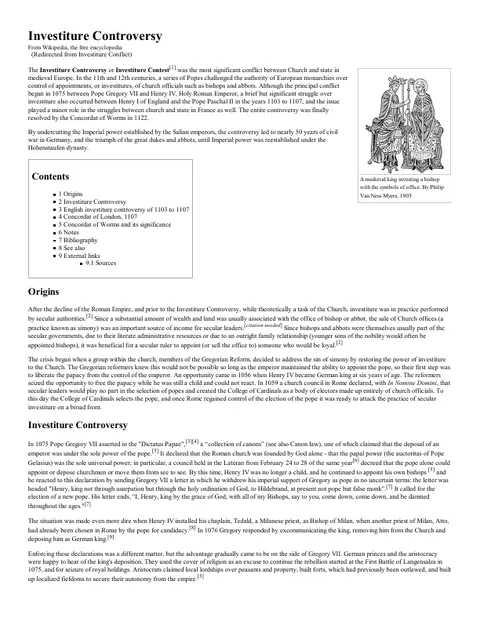 Investiture Controversy
From Wikipedia, the free encyclopedia
(Redirected from Investiture Conflict)
The Investiture Controversy or Investiture Contest[1] was the most significant conflict between Church and state in
medieval Europe. In the 11th and 12th centuries, a series of Popes challenged the authority of European monarchies over
control of appointments, or investitures, of church officials such as bishops and abbots. Although the principal conflict
began in 1075 between Pope Gregory VII and Henry IV, Holy Roman Emperor, a brief but significant struggle over
investiture also occurred between Henry I of England and the Pope Paschal II in the years 1103 to 1107, and the issue
played a minor role in the struggles between church and state in France as well. The entire controversy was finally
resolved by the Concordat of Worms in 1122.
By undercutting the Imperial power established by the Salian emperors, the controversy led to nearly 50 years of civil
war in Germany, and the triumph of the great dukes and abbots, until Imperial power was reestablished under the
Hohenstaufen dynasty.
A medieval king investing a bishop
with the symbols of office. By Philip
Van Ness Myers, 1905
Contents
1 Origins
2 Investiture Controversy
3 English investiture controversy of 1103 to 1107
4 Concordat of London, 1107
5 Concordat of Worms and its significance
6 Notes
7 Bibliography
8 See also
9 External links
9.1 Sources
Origins
After the decline of the Roman Empire, and prior to the Investiture Controversy, while theoretically a task of the Church, investiture was in practice performed
by secular authorities.[2] Since a substantial amount of wealth and land was usually associated with the office of bishop or abbot, the sale of Church offices (a
practice known as simony) was an important source of income for secular leaders.[citation needed] Since bishops and abbots were themselves usually part of the
secular governments, due to their literate administrative resources or due to an outright family relationship (younger sons of the nobility would often be
appointed bishops), it was beneficial for a secular ruler to appoint (or sell the office to) someone who would be loyal.[2]
The crisis began when a group within the church, members of the Gregorian Reform, decided to address the sin of simony by restoring the power of investiture
to the Church. The Gregorian reformers knew this would not be possible so long as the emperor maintained the ability to appoint the pope, so their first step was
to liberate the papacy from the control of the emperor. An opportunity came in 1056 when Henry IV became German king at six years of age. The reformers
seized the opportunity to free the papacy while he was still a child and could not react. In 1059 a church council in Rome declared, with In Nomine Domini, that
secular leaders would play no part in the selection of popes and created the College of Cardinals as a body of electors made up entirely of church officials. To
this day the College of Cardinals selects the pope, and once Rome regained control of the election of the pope it was ready to attack the practice of secular
investiture on a broad front.
Investiture Controversy
In 1075 Pope Gregory VII asserted in the "Dictatus Papae",[3][4] a "collection of canons" (see also Canon law), one of which claimed that the deposal of an
emperor was under sole power of the pope.[5] It declared that the Roman church was founded by God alone - that the papal power (the auctoritas of Pope
Gelasius) was the sole universal power; in particular, a council held in the Lateran from February 24 to 28 of the same year[6] decreed that the pope alone could
appoint or depose churchmen or move them from see to see. By this time, Henry IV was no longer a child, and he continued to appoint his own bishops [5] and
he reacted to this declaration by sending Gregory VII a letter in which he withdrew his imperial support of Gregory as pope in no uncertain terms: the letter was
headed "Henry, king not through usurpation but through the holy ordination of God, to Hildebrand, at present not pope but false monk".[7] It called for the
election of a new pope. His letter ends, "I, Henry, king by the grace of God, with all of my Bishops, say to you, come down, come down, and be damned
throughout the ages."[7]
The situation was made even more dire when Henry IV installed his chaplain, Tedald, a Milanese priest, as Bishop of Milan, when another priest of Milan, Atto,
had already been chosen in Rome by the pope for candidacy.[8] In 1076 Gregory responded by excommunicating the king, removing him from the Church and
deposing him as German king.[9]
Enforcing these declarations was a different matter, but the advantage gradually came to be on the side of Gregory VII. German princes and the aristocracy
were happy to hear of the king's deposition. They used the cover of religion as an excuse to continue the rebellion started at the First Battle of Langensalza in
1075, and for seizure of royal holdings. Aristocrats claimed local lordships over peasants and property, built forts, which had previously been outlawed, and built
up localized fiefdoms to secure their autonomy from the empire.[5]